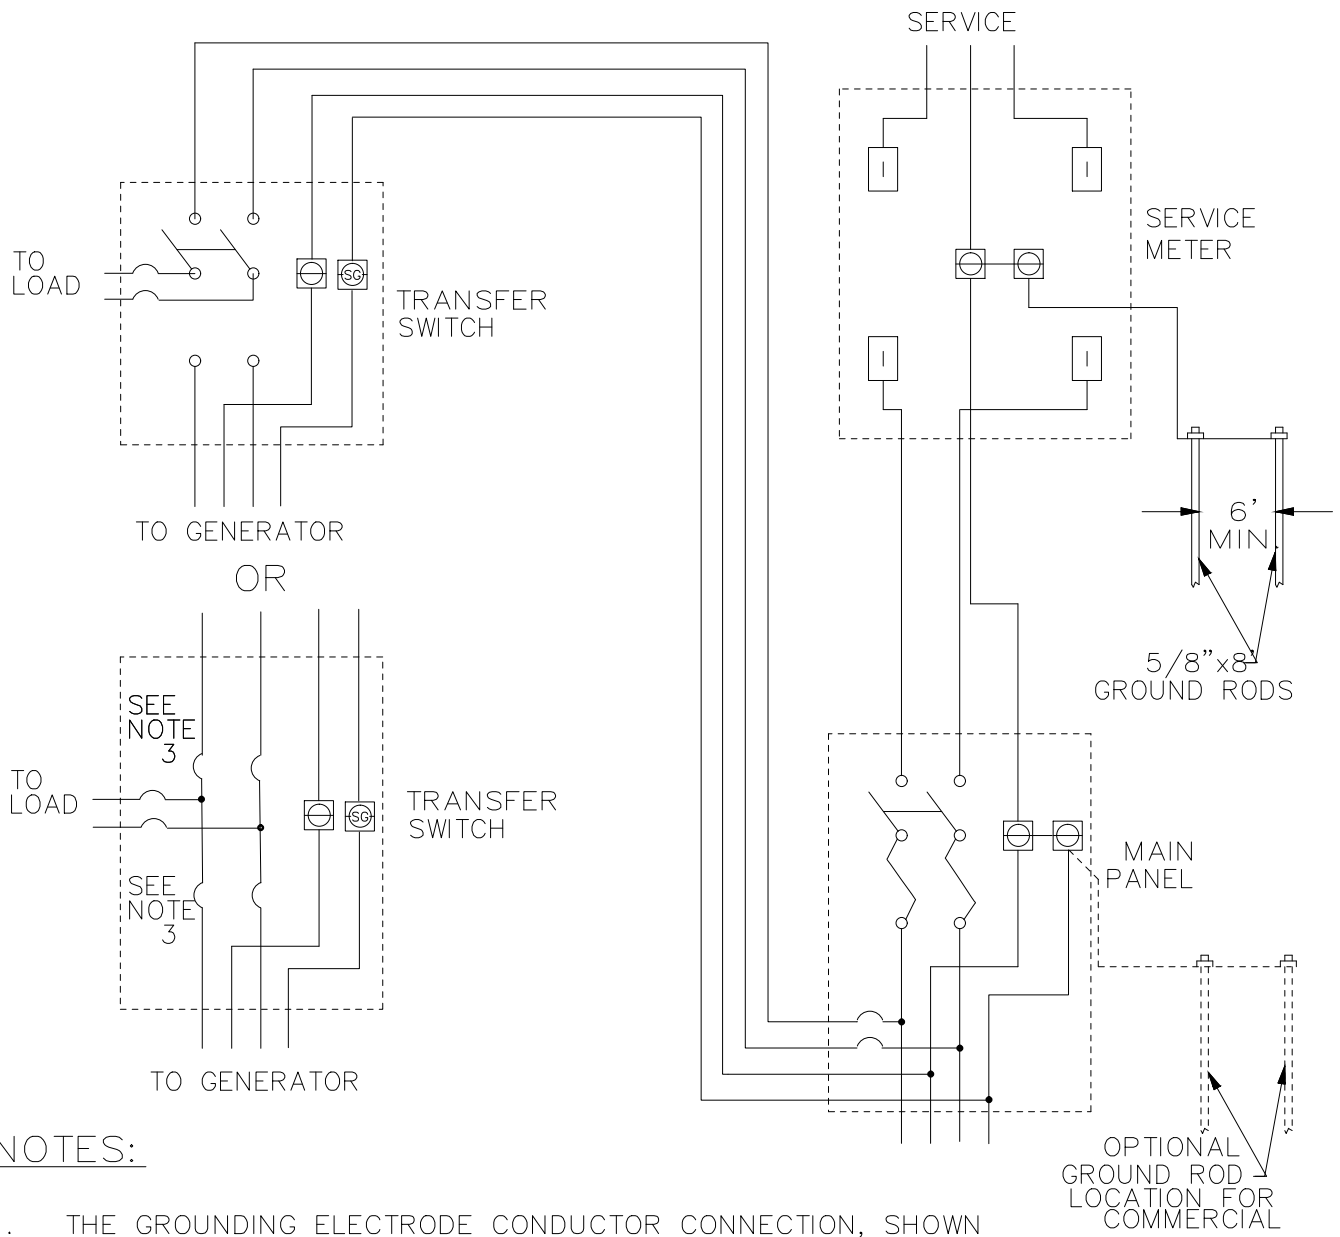 SERVICE
SERVICE
METER
TO
LOAD
SG
TRANSFER
SWITCH
TO GENERATOR
OR
6'
MIN.
5/8"x8'
GROUND RODS
SEE
NOTE
3
TO
LOAD
SG
TRANSFER
SWITCH
SEE
NOTE
3
TO GENERATOR
MAIN
PANEL
OPTIONAL
GROUND ROD
LOCATION FOR
COMMERCIAL
NOTES:
. THE GROUNDING ELECTRODE CONDUCTOR CONNECTION, SHOWN